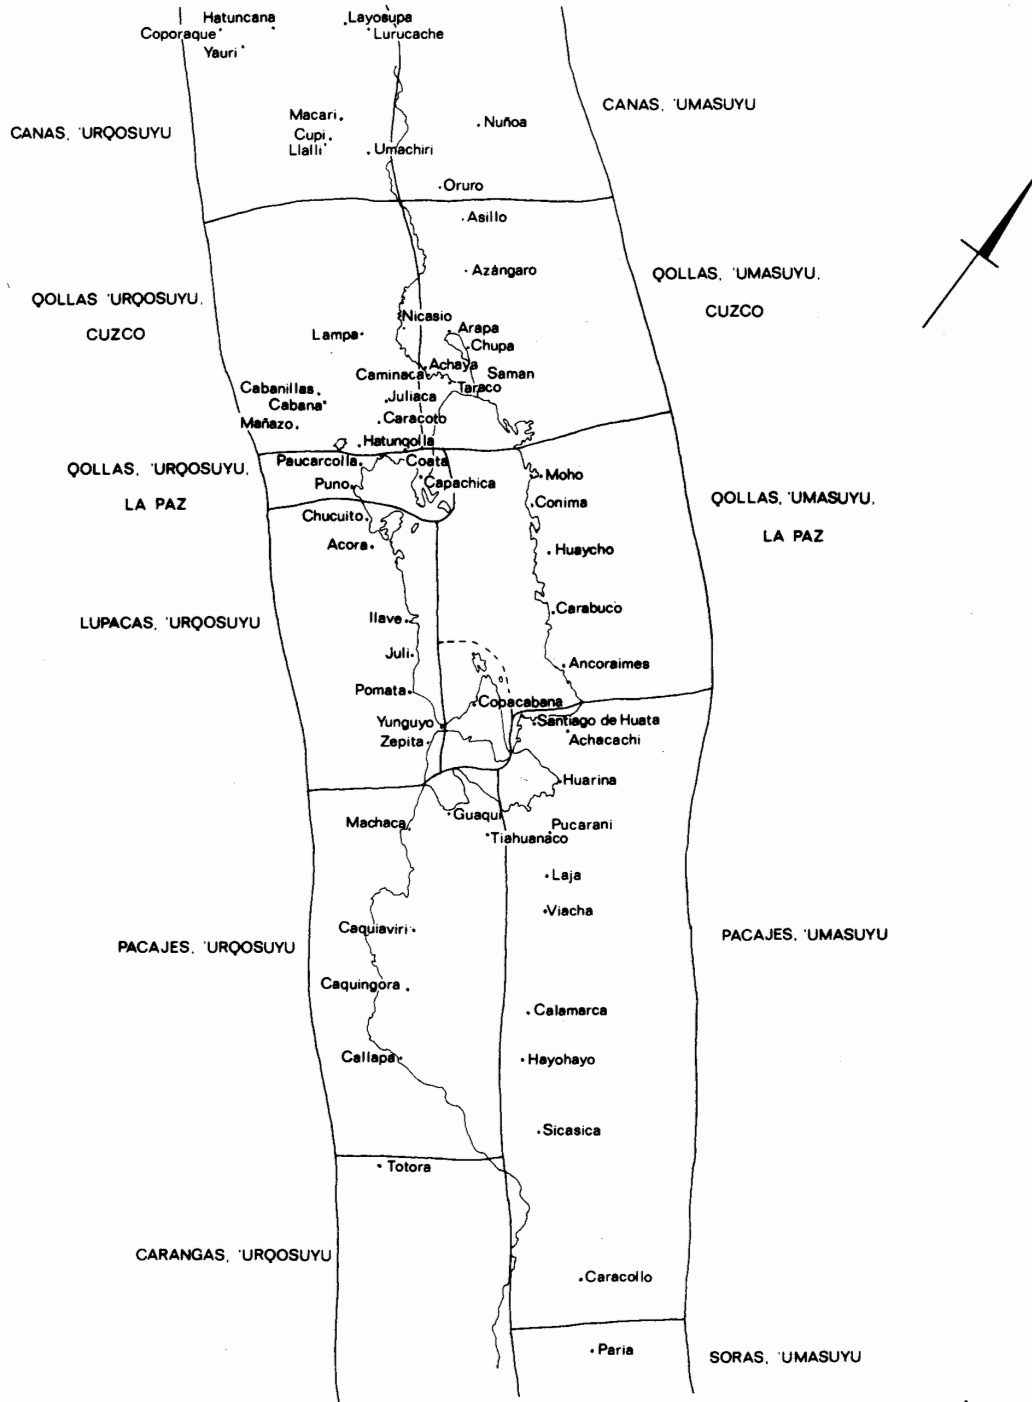 Hatuncana
Layosupa
Coporaque
Lurucache
Yauri
CANAS, 'UMASUYU
Macari
Nuñoa
CANAS, 'URQOSUYU
Cupi
Llalli
Umachiri
Oruro
Asillo
Azángaro
QOLLAS, 'UMASUYU,
CUZCO
QOLLAS 'URQOSUYU,
CUZCO
Nicasio
Lampa
Arapa
Chupa
Achaya
Caminaca
Saman
Taraco
Cabanillas
Cabana
Juliaca
Mañazo
Caracoto
Hatunqolla
Paucarcolla
Coata
QOLLAS, 'URQOSUYU,
LA PAZ
Puno
Capachica
Moho
Conima
QOLLAS, 'UMASUYU,
LA PAZ
Chucuito
Acora
Huaycho
Carabuco
LUPACAS, 'URQOSUYU
Ilave
Juli
Ancoraimes
Pomata
Copacabana
Yunguyo
Santiago de Huata
Zepita
Achacachi
Huarina
Guaqui
Machaca
Pucarani
Tiahuanaco
Laja
Viacha
Caquiaviri
PACAJES, 'UMASUYU
PACAJES, 'URQOSUYU
Caquingora
Calamarca
Callapa
Hayohayo
Sicasica
Totora
CARANGAS, 'URQOSUYU
Caracollo
Paria
SORAS, 'UMASUYU